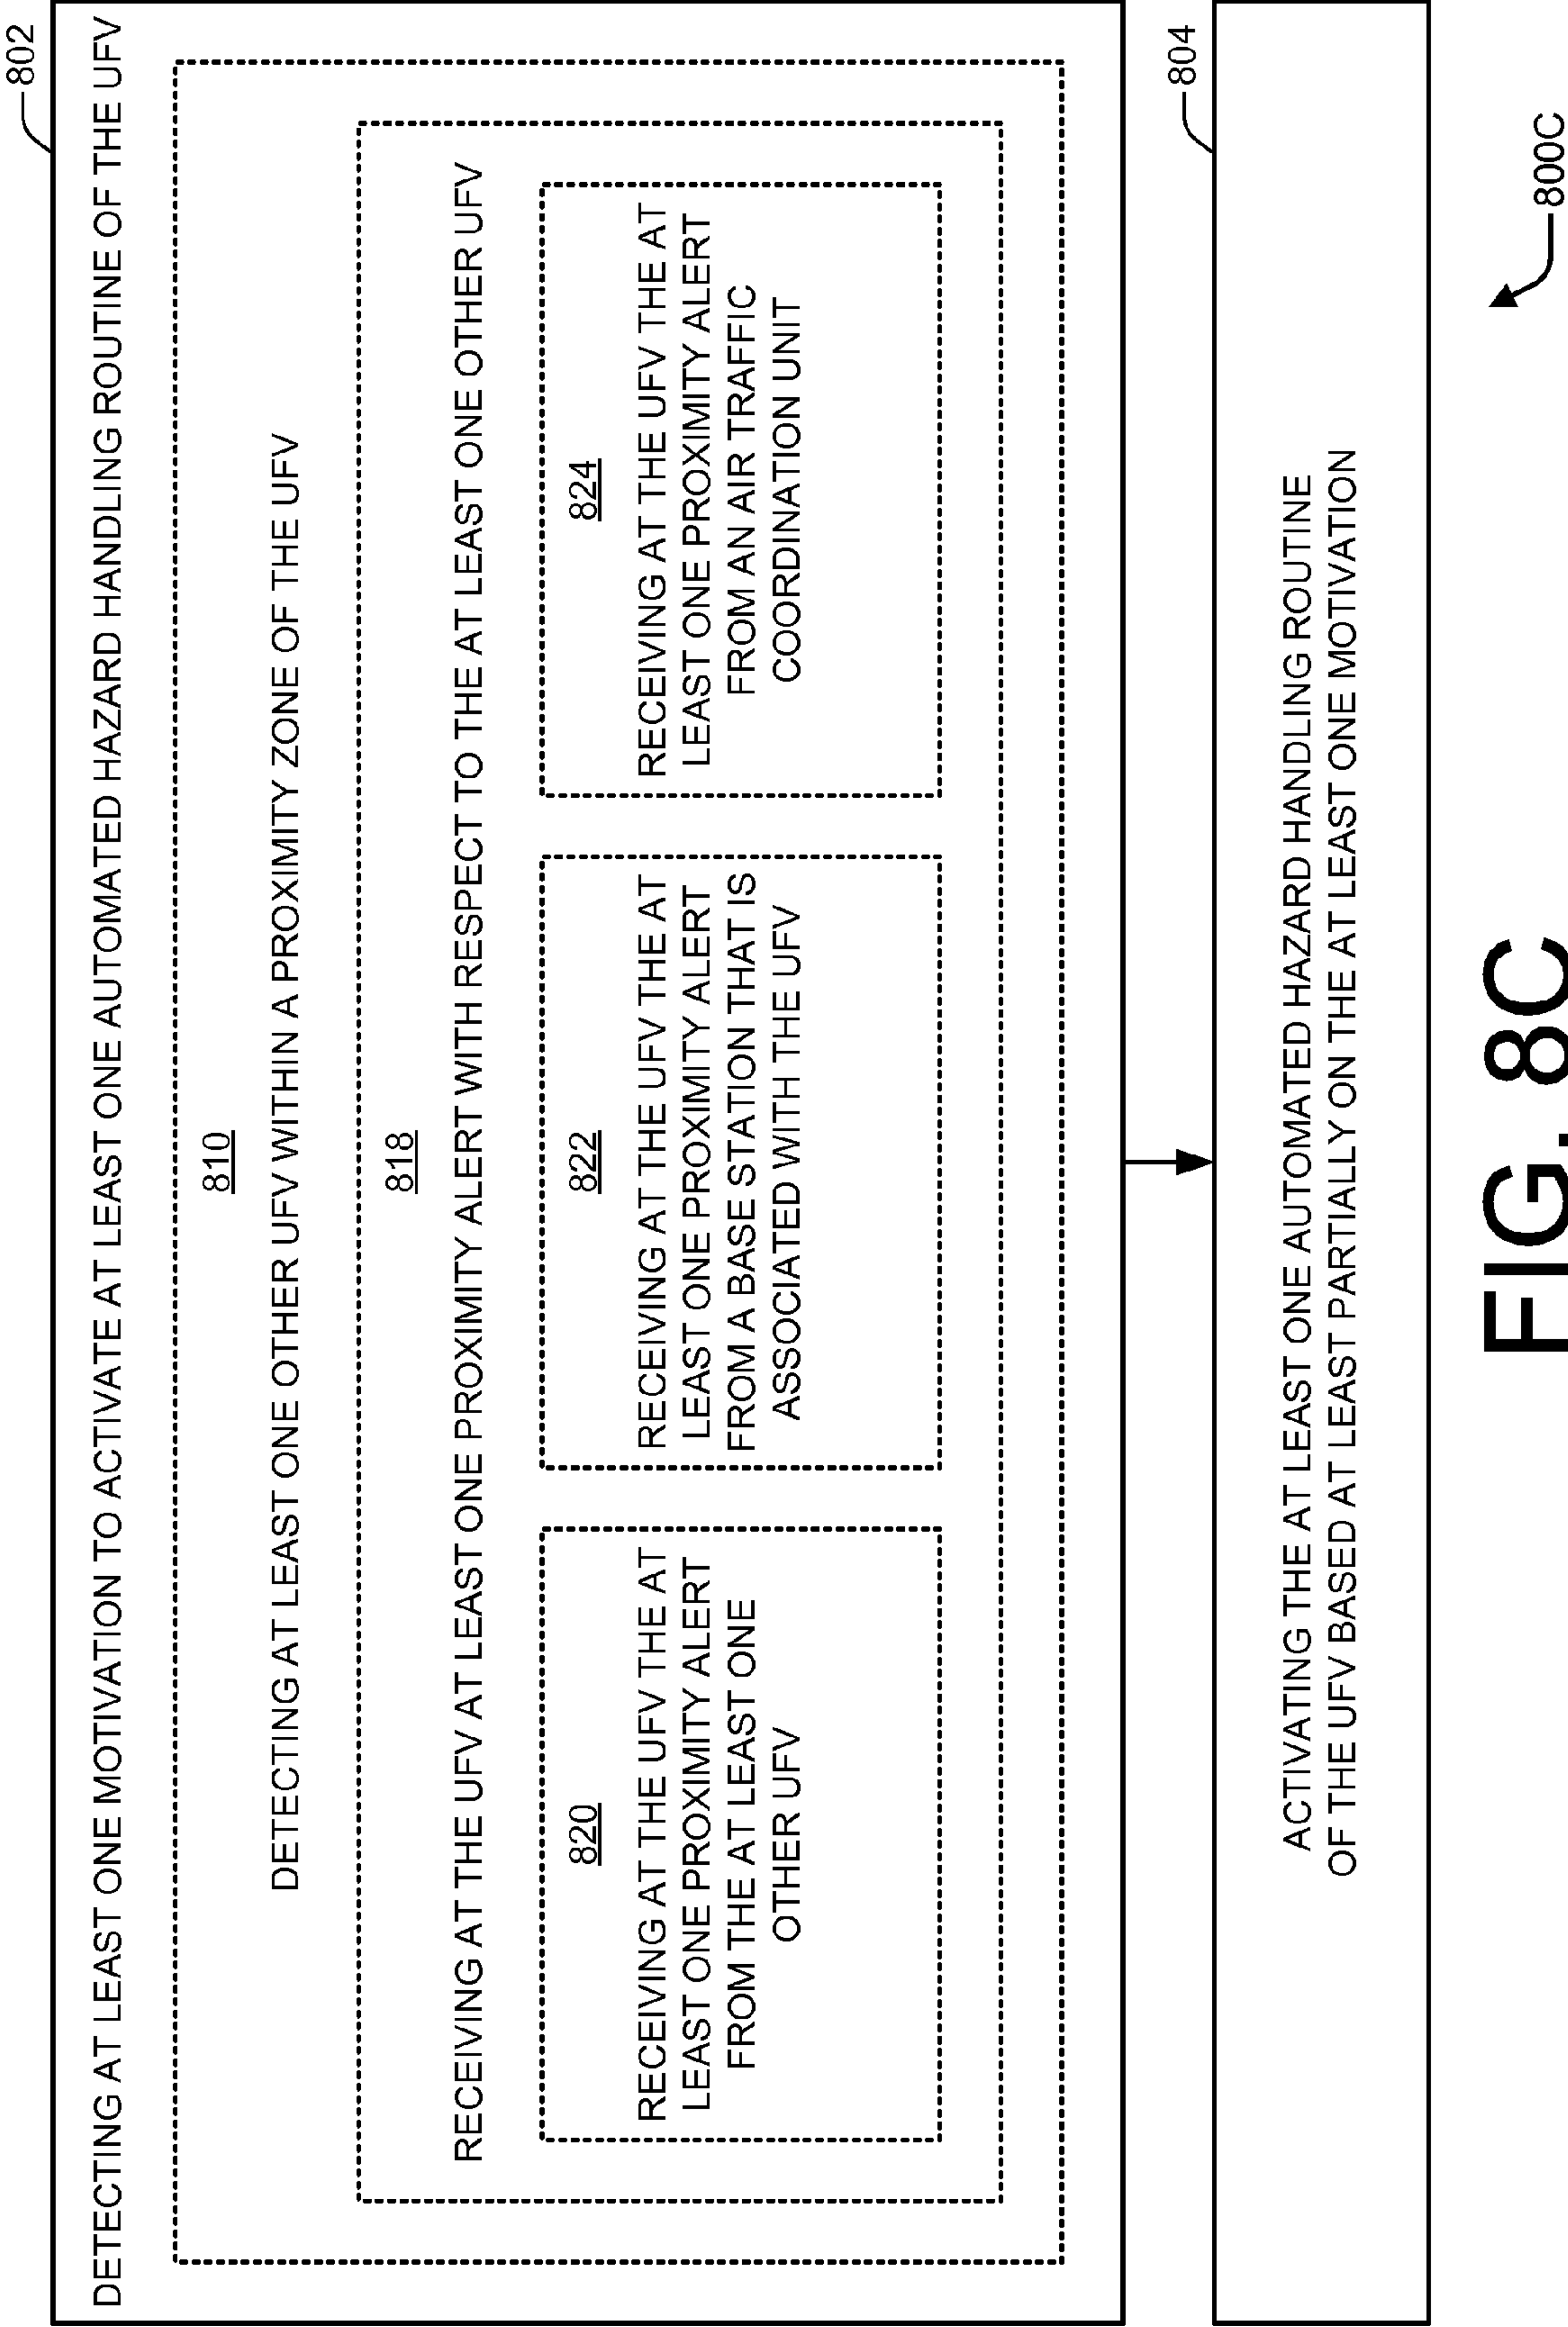 802
DETECTING AT LEAST ONE MOTIVATION TO ACTIVATE AT LEAST ONE AUTOMATED HAZARD HANDLING ROUTINE OF THE UFV
810
DETECTING AT LEAST ONE OTHER UFV WITHIN A PROXIMITY ZONE OF THE UFV
818
RECEIVING AT THE UFV AT LEAST ONE PROXIMITY ALERT WITH RESPECT TO THE AT LEAST ONE OTHER UFV
820
RECEIVING AT THE UFV THE AT
LEAST ONE PROXIMITY ALERT
FROM THE AT LEAST ONE
OTHER UFV
822
RECEIVING AT THE UFV THE AT
LEAST ONE PROXIMITY ALERT
FROM A BASE STATION THAT IS
ASSOCIATED WITH THE UFV
824
RECEIVING AT THE UFV THE AT
LEAST ONE PROXIMITY ALERT
FROM AN AIR TRAFFIC
COORDINATION UNIT
804
ACTIVATING THE AT LEAST ONE AUTOMATED HAZARD HANDLING ROUTINE
OF THE UFV BASED AT LEAST PARTIALLY ON THE AT LEAST ONE MOTIVATION
800C
FIG. 8C